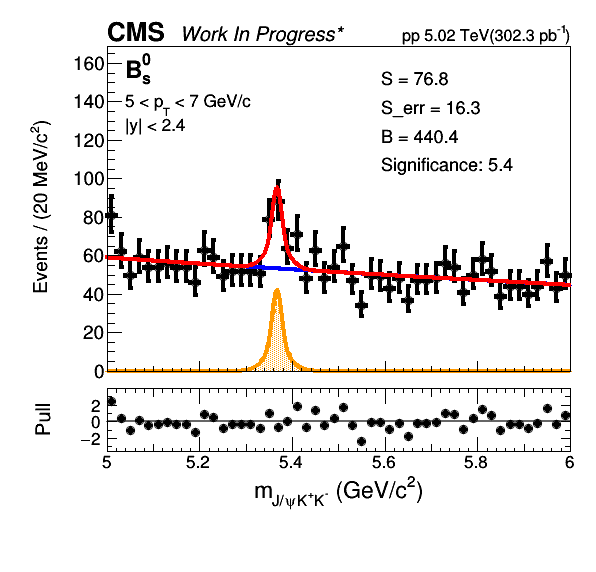 CMS Work In Progress* pp 5.02 TeV(302.3 pb⁻¹)
B⁰ₛ
5 < p_T < 7 GeV/c
|y| < 2.4
S = 76.8
S_err = 16.3
B = 440.4
Significance: 5.4
Events / (20 MeV/c²)
160
140
120
100
80
60
40
20
0
Pull
2
0
−2
5 5.2 5.4 5.6 5.8 6
m_{J/ψ K⁺K⁻} (GeV/c²)